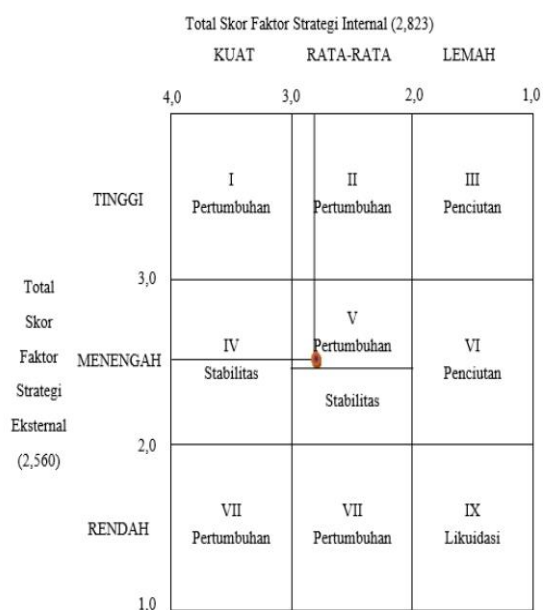 Total Skor Faktor Strategi Internal (2,823)
KUAT RATA-RATA LEMAH
4,0 3,0 2,0 1,0
TINGGI
I
Pertumbuhan
II
Pertumbuhan
III
Penciutan
3,0
Total
Skor
Faktor
Strategi
Eksternal
(2,560)
MENENGAH
IV
Stabilitas
V
Pertumbuhan
Stabilitas
VI
Penciutan
2,0
RENDAH
VII
Pertumbuhan
VII
Pertumbuhan
IX
Likuidasi
1,0